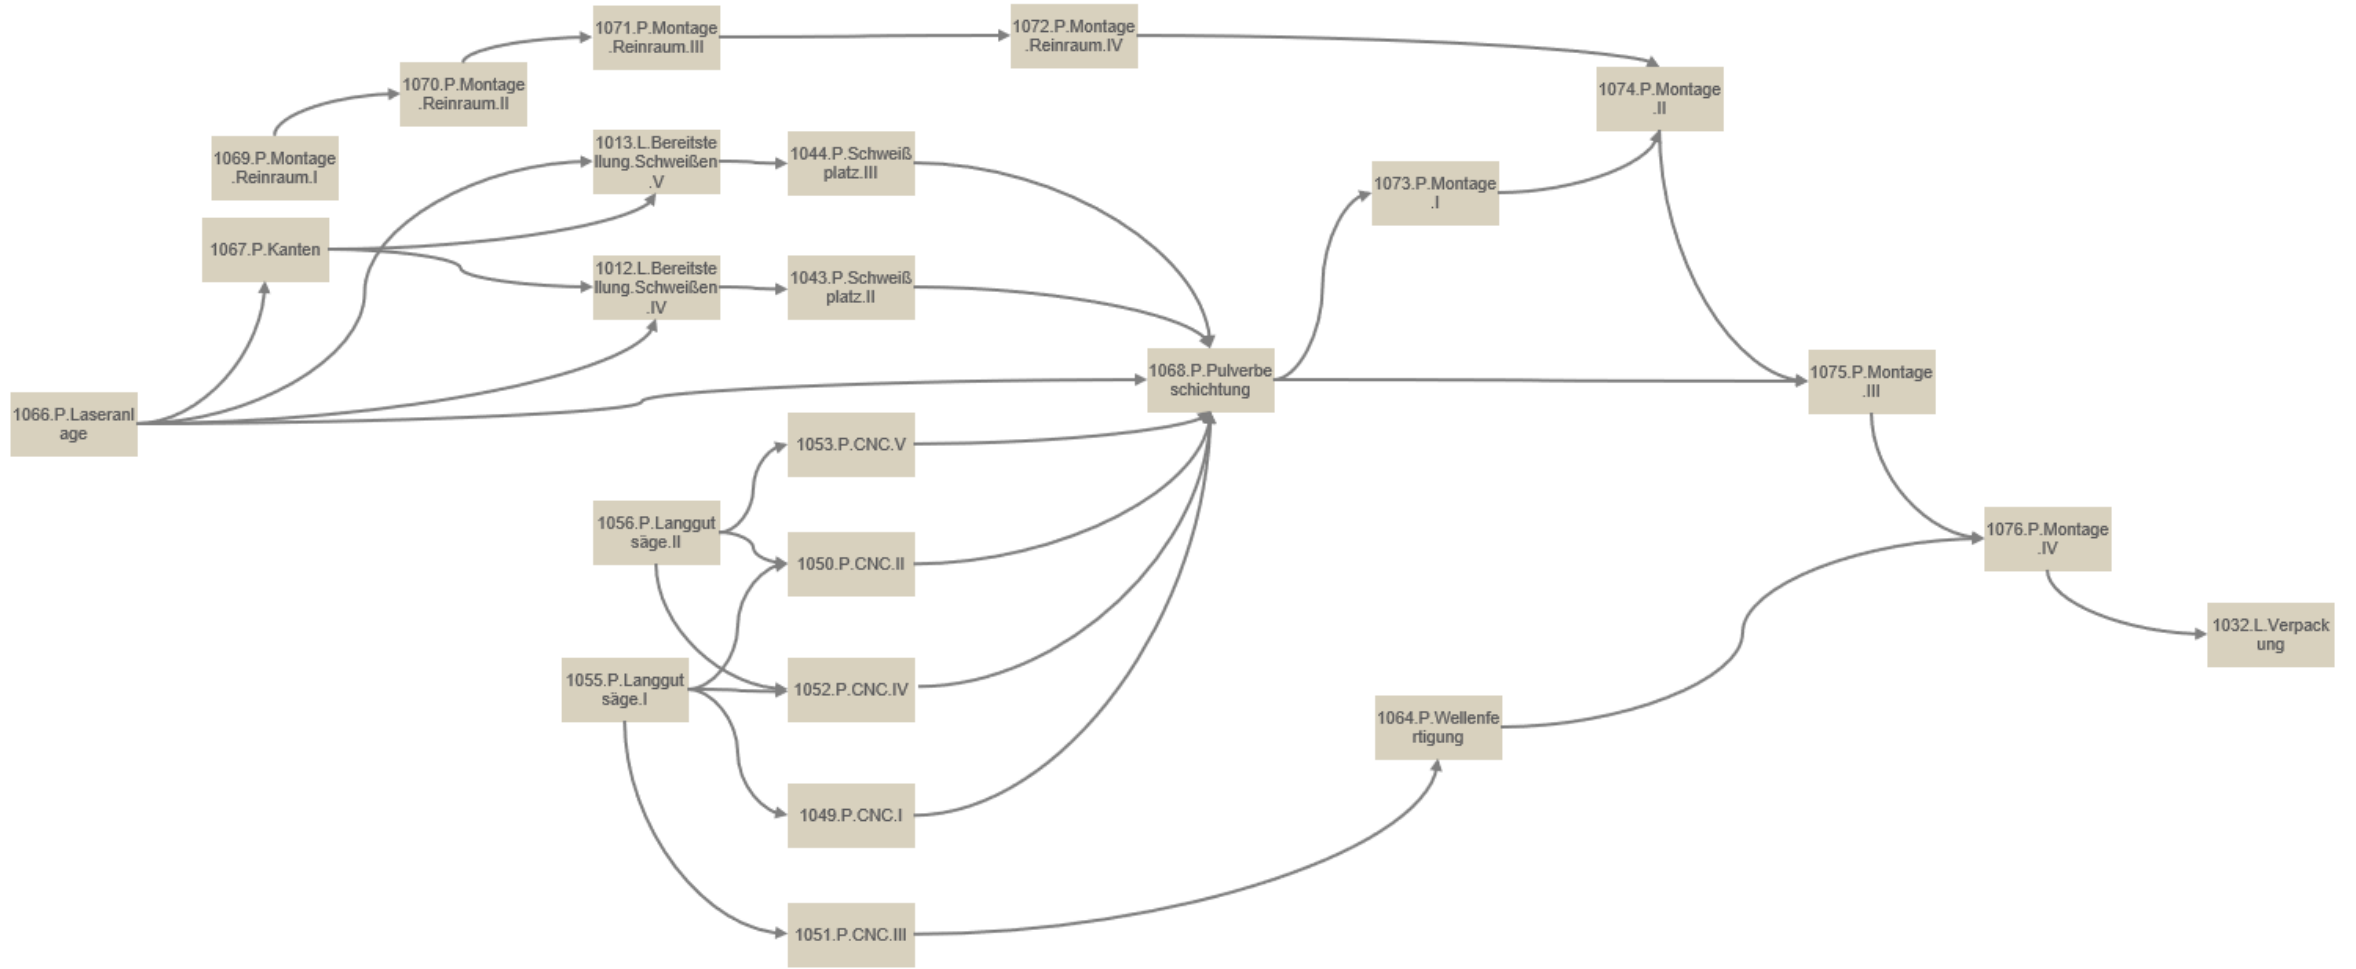 1071.P.Montage
.Reinraum.III
1072.P.Montage
.Reinraum.IV
1070.P.Montage
.Reinraum.II
1074.P.Montage
.II
1069.P.Montage
.Reinraum.I
1013.L.Bereitste
llung.Schweißen
.V
1044.P.Schweiß
platz.III
1073.P.Montage
.I
1067.P.Kanten
1012.L.Bereitste
llung.Schweißen
.IV
1043.P.Schweiß
platz.II
1068.P.Pulverbe
schichtung
1075.P.Montage
.III
1066.P.Laseranl
age
1053.P.CNC.V
1056.P.Langgut
säge.II
1050.P.CNC.II
1076.P.Montage
.IV
1032.L.Verpack
ung
1055.P.Langgut
säge.I
1052.P.CNC.IV
1064.P.Wellenfe
rtigung
1049.P.CNC.I
1051.P.CNC.III